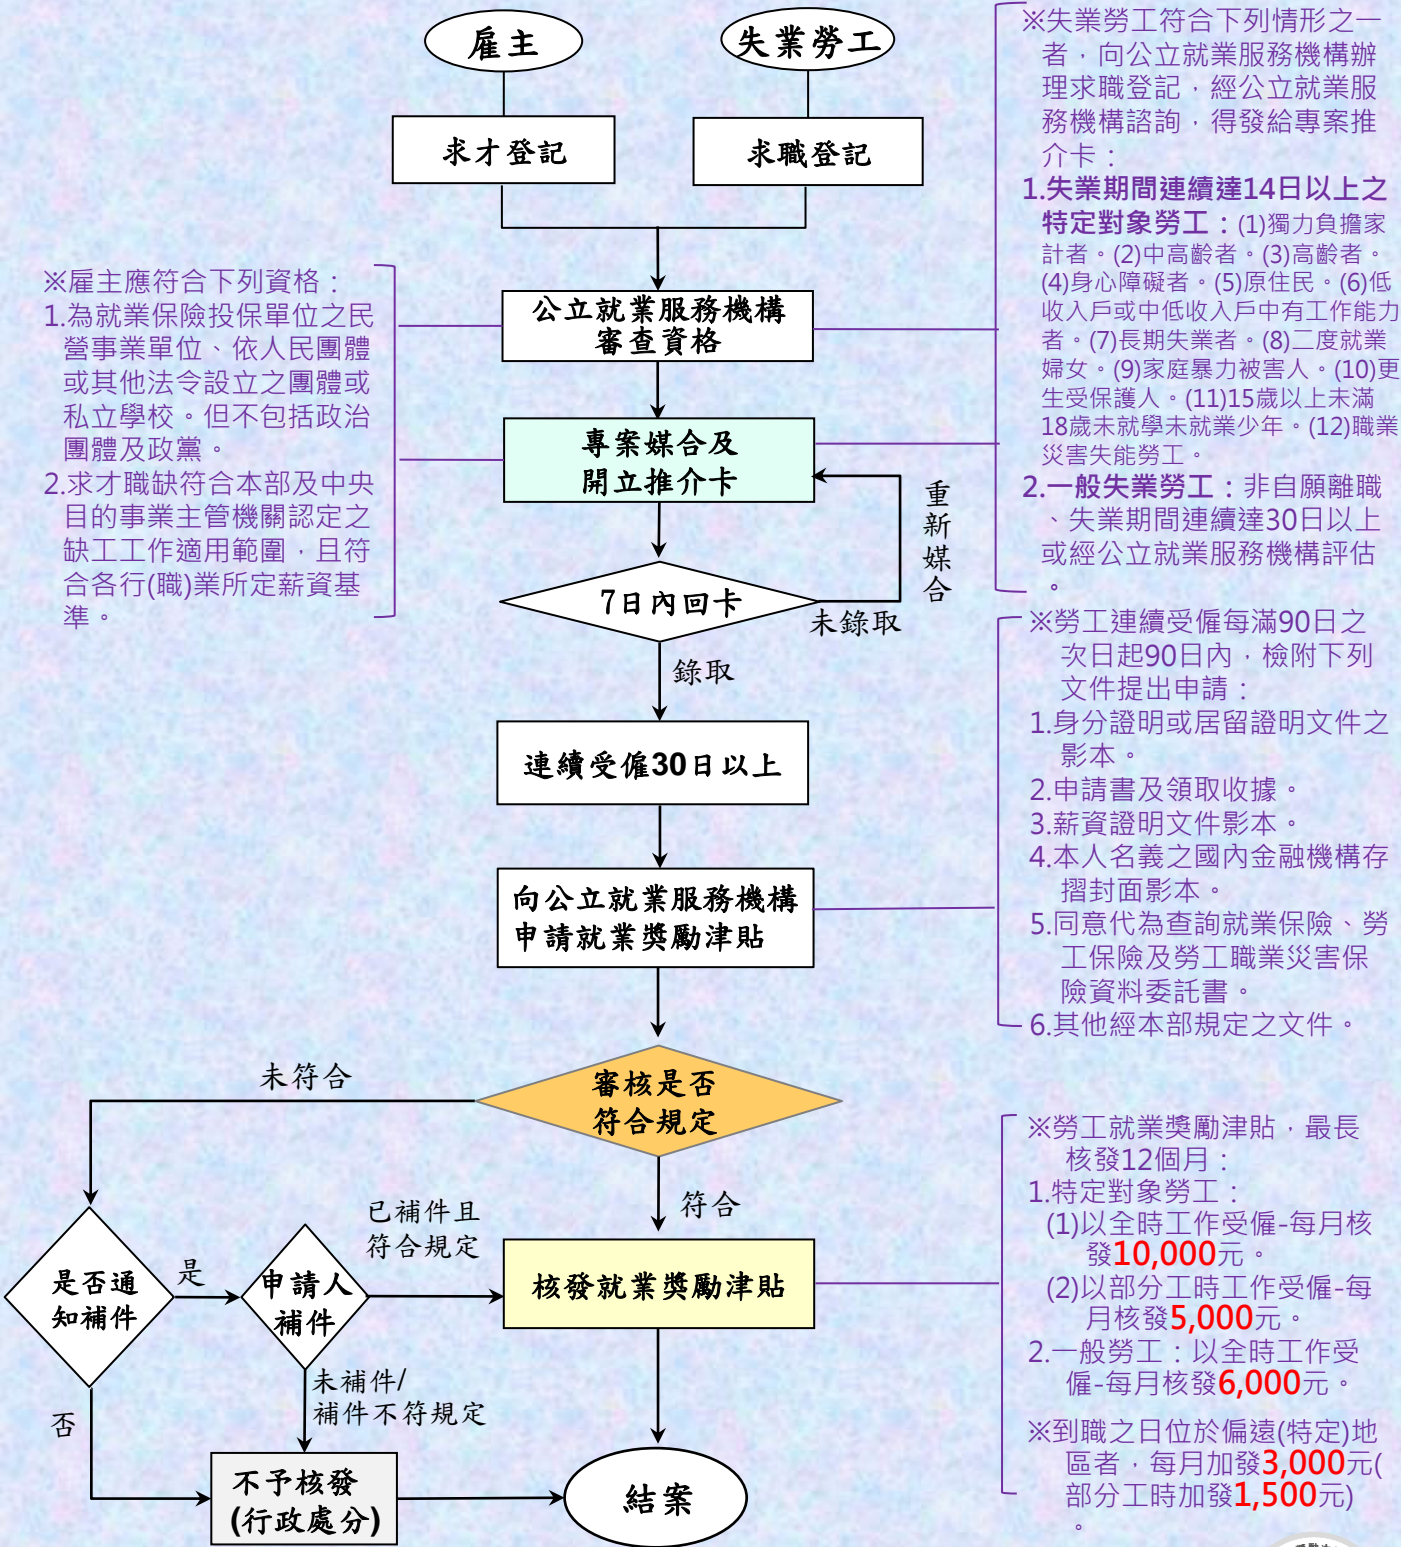 雇主
失業勞工
求才登記
求職登記
公立就業服務機構
審查資格
專案媒合及
開立推介卡
重新媒合
7日內回卡
未錄取
錄取
連續受僱30日以上
向公立就業服務機構
申請就業獎勵津貼
審核是否
符合規定
未符合
符合
是否通
知補件
是
否
申請人
補件
已補件且
符合規定
未補件/
補件不符規定
核發就業獎勵津貼
不予核發
(行政處分)
結案
※雇主應符合下列資格：
1.為就業保險投保單位之民
營事業單位、依人民團體
或其他法令設立之團體或
私立學校。但不包括政治
團體及政黨。
2.求才職缺符合本部及中央
目的事業主管機關認定之
缺工工作適用範圍，且符
合各行(職)業所定薪資基
準。
※失業勞工符合下列情形之一
者，向公立就業服務機構辦
理求職登記，經公立就業服
務機構諮詢，得發給專案推
介卡：
1.失業期間連續達14日以上之
特定對象勞工：(1)獨力負擔家
計者。(2)中高齡者。(3)高齡者。
(4)身心障礙者。(5)原住民。(6)低
收入戶或中低收入戶中有工作能力
者。(7)長期失業者。(8)二度就業
婦女。(9)家庭暴力被害人。(10)更
生受保護人。(11)15歲以上未滿
18歲未就學未就業少年。(12)職業
災害失能勞工。
2.一般失業勞工：非自願離職
、失業期間連續達30日以上
或經公立就業服務機構評估
。
※勞工連續受僱每滿90日之
次日起90日內，檢附下列
文件提出申請：
1.身分證明或居留證明文件之
影本。
2.申請書及領取收據。
3.薪資證明文件影本。
4.本人名義之國內金融機構存
摺封面影本。
5.同意代為查詢就業保險、勞
工保險及勞工職業災害保
險資料委託書。
6.其他經本部規定之文件。
※勞工就業獎勵津貼，最長
核發12個月：
1.特定對象勞工：
(1)以全時工作受僱-每月核
發10,000元。
(2)以部分工時工作受僱-每
月核發5,000元。
2.一般勞工：以全時工作受
僱-每月核發6,000元。
※到職之日位於偏遠(特定)地
區者，每月加發3,000元(
部分工時加發1,500元)
。